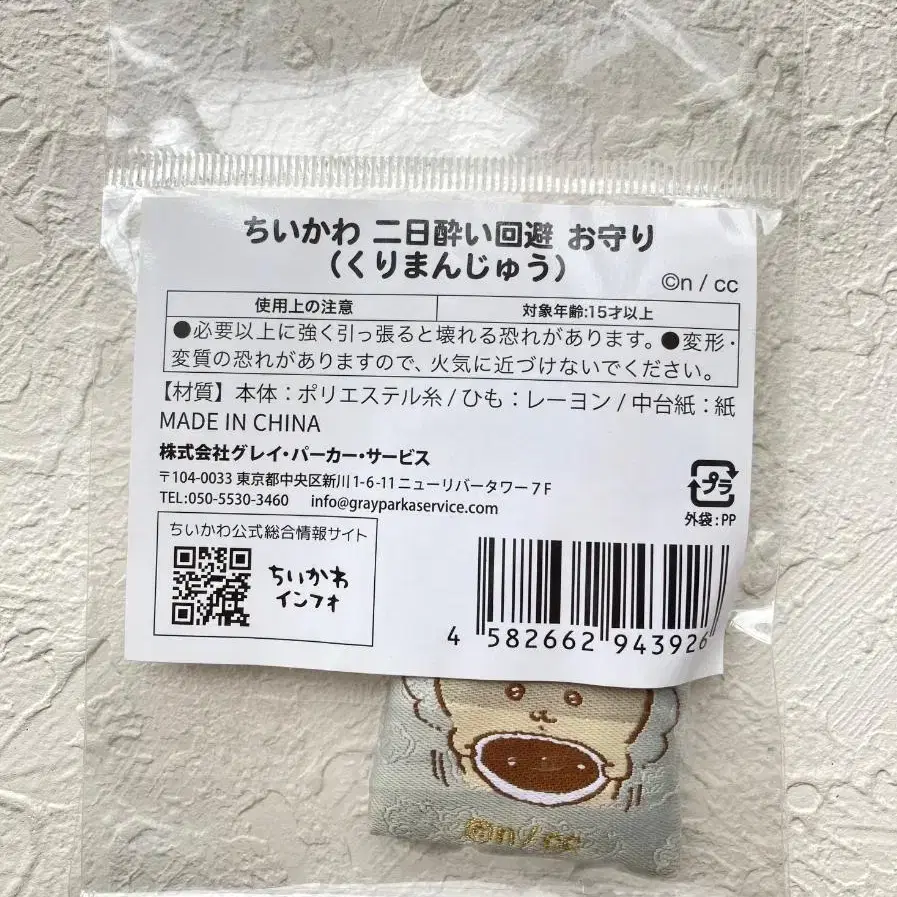 ちいかわ 二日酔い回避 お守り
（くりまんじゅう）
©n / cc
使用上の注意 対象年齢:15才以上
●必要以上に強く引っ張ると壊れる恐れがあります。●変形・
変質の恐れがありますので、火気に近づけないでください。
【材質】本体：ポリエステル糸 / ひも：レーヨン / 中台紙：紙
MADE IN CHINA
株式会社グレイ・パーカー・サービス
〒104-0033 東京都中央区新川1-6-11 ニューリバータワー7F
TEL:050-5530-3460 info@grayparkaservice.com
プラ
外袋：PP
ちいかわ公式総合情報サイト
ちいかわ
インフォ
4 582662 943926
©n / cc